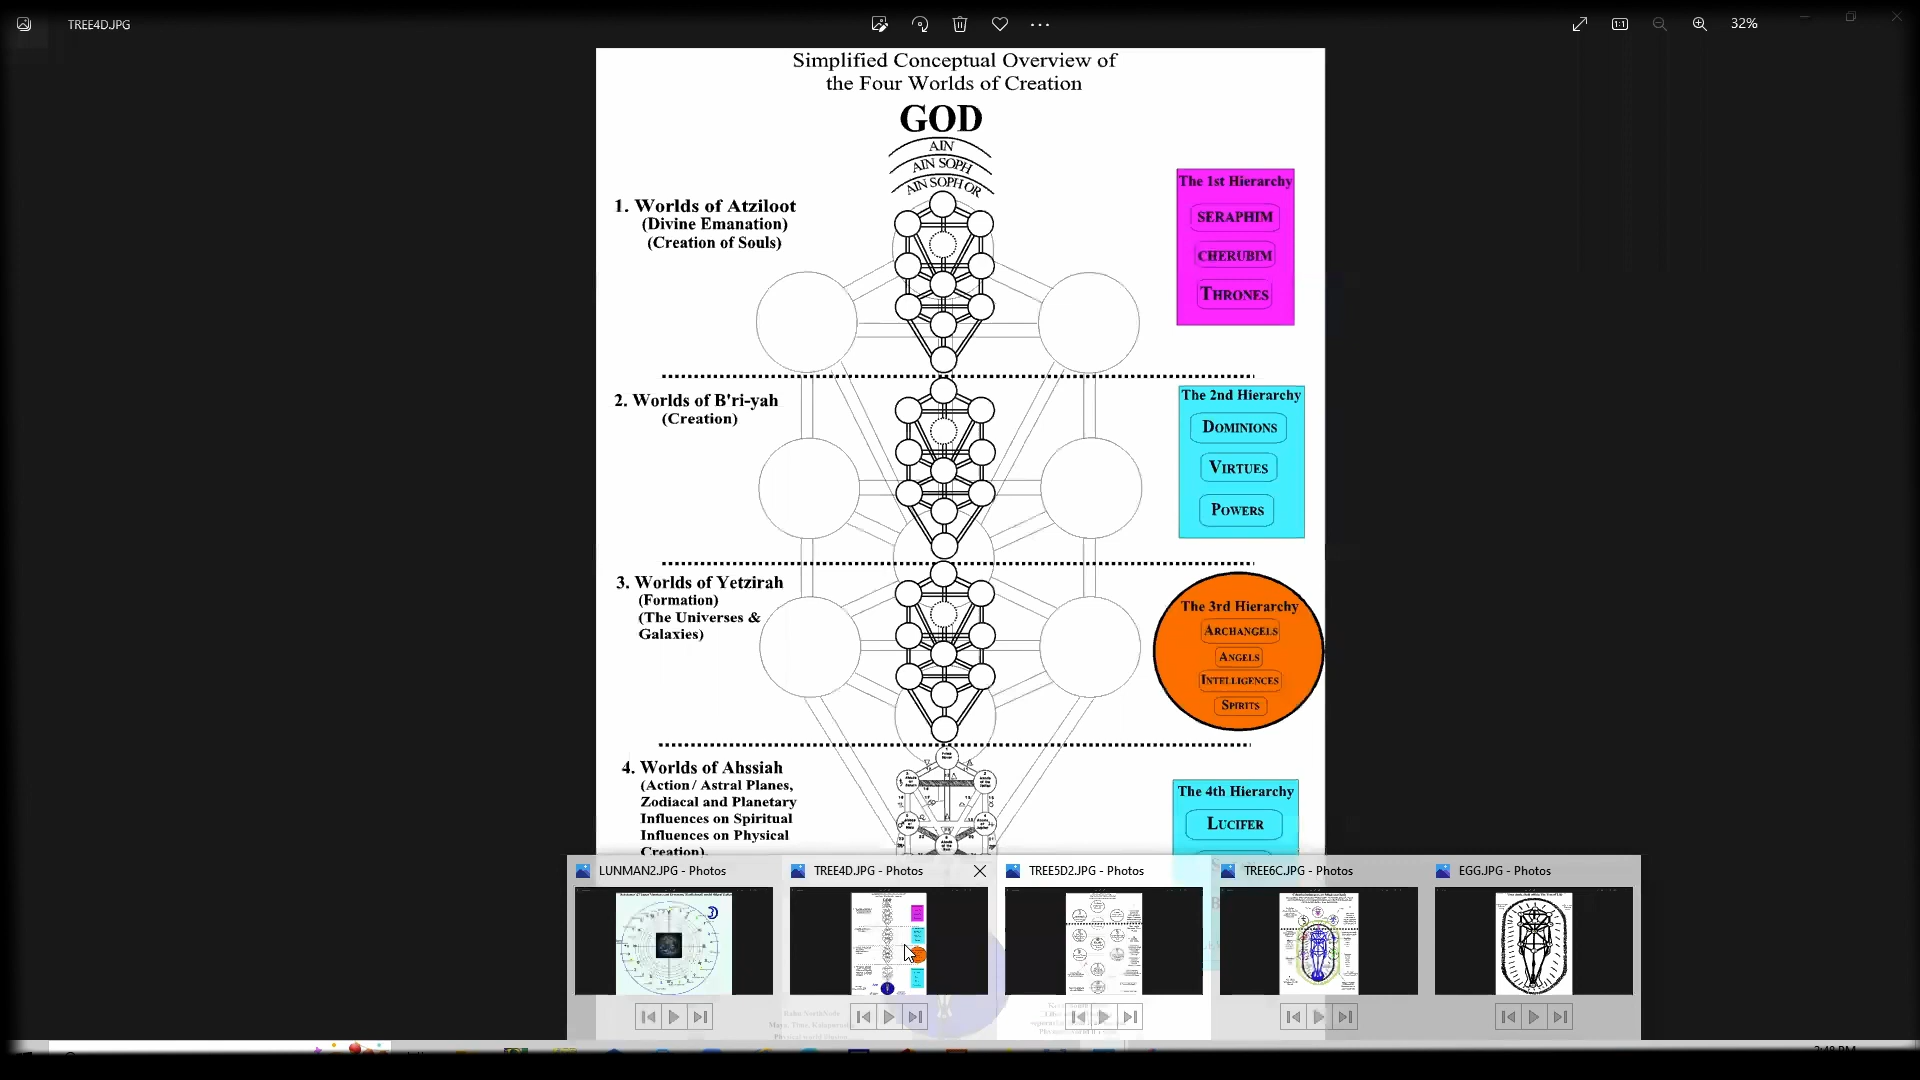 TREE4D.JPG
32%
Simplified Conceptual Overview of
the Four Worlds of Creation
GOD
AIN
AIN SOPH
AIN SOPH OR
1. Worlds of Atziloot
(Divine Emanation)
(Creation of Souls)
The 1st Hierarchy
SERAPHIM
CHERUBIM
THRONES
2. Worlds of B'ri-yah
(Creation)
The 2nd Hierarchy
DOMINIONS
VIRTUES
POWERS
3. Worlds of Yetzirah
(Formation)
(The Universes &
Galaxies)
The 3rd Hierarchy
ARCHANGELS
ANGELS
INTELLIGENCES
SPIRITS
4. Worlds of Ahssiah
(Action / Astral Planes,
Zodiacal and Planetary
Influences on Spiritual
Influences on Physical
Creation)
The 4th Hierarchy
LUCIFER
LUNMAN2.JPG - Photos
TREE4D.JPG - Photos
TREE5D2.JPG - Photos
TREE6C.JPG - Photos
EGG.JPG - Photos